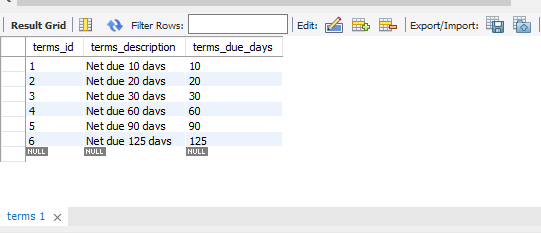 Result Grid Filter Rows: Edit: Export/Import:
terms_id terms_description terms_due_days
1 Net due 10 days 10
2 Net due 20 days 20
3 Net due 30 days 30
4 Net due 60 days 60
5 Net due 90 days 90
6 Net due 125 days 125
NULL NULL NULL
terms 1